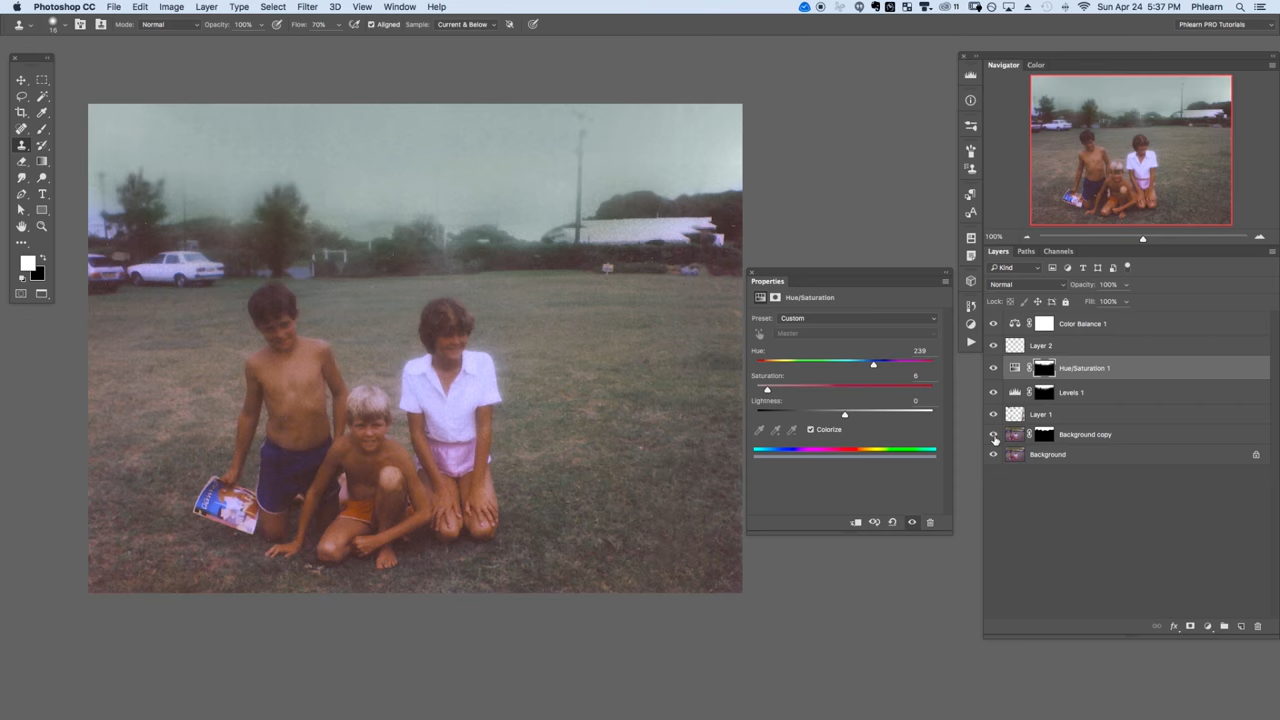 Photoshop CC File Edit Image Layer Type Select Filter 3D View Window Help 11 Sun Apr 24 5:37 PM Phlearn
16 Mode: Normal Opacity: 100% Flow: 70% Aligned Sample: Current & Below Phlearn PRO Tutorials
Navigator Color
100%
Layers Paths Channels
Kind
Normal Opacity: 100%
Lock: Fill: 100%
Color Balance 1
Layer 2
Hue/Saturation 1
Levels 1
Layer 1
Background copy
Background
Properties
Hue/Saturation
Preset: Custom
Master
Hue: 239
Saturation: 6
Lightness: 0
Colorize